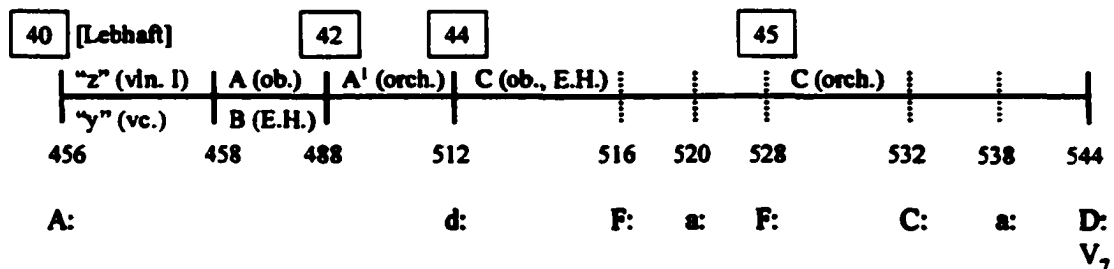 40 [Lebhaft] 42 44 45
"z" (vln. I) A (ob.) A¹ (orch.) C (ob., E.H.) C (orch.)
"y" (vc.) B (E.H.)
456 458 488 512 516 520 528 532 538 544
A: d: F: a: F: C: a: D:
V₇